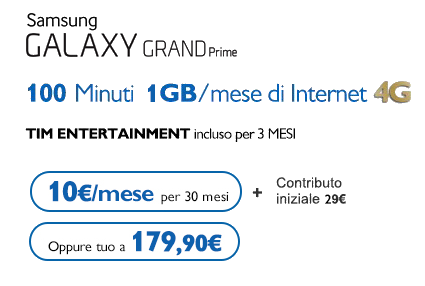 Samsung
GALAXY GRAND Prime
100 Minuti 1GB/mese di Internet 4G
TIM ENTERTAINMENT incluso per 3 MESI
10€/mese per 30 mesi + Contributo
iniziale 29€
Oppure tuo a 179,90€